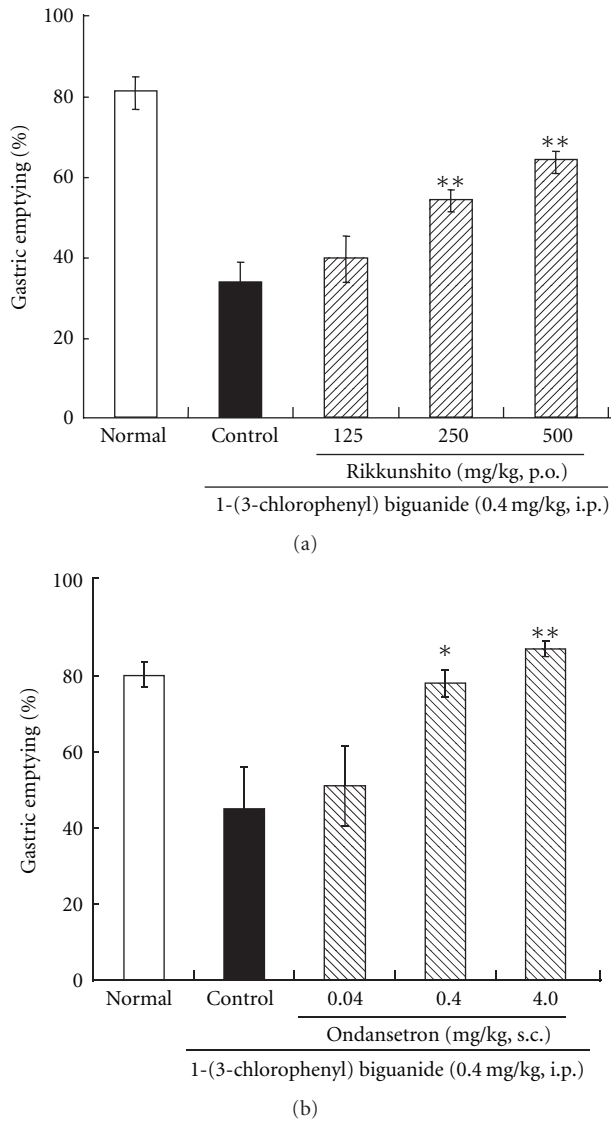 100
80
60
40
20
0
Gastric emptying (%)
**
**
Normal Control 125 250 500
Rikkunshito (mg/kg, p.o.)
1-(3-chlorophenyl) biguanide (0.4 mg/kg, i.p.)
(a)
100
80
60
40
20
0
Gastric emptying (%)
*
**
Normal Control 0.04 0.4 4.0
Ondansetron (mg/kg, s.c.)
1-(3-chlorophenyl) biguanide (0.4 mg/kg, i.p.)
(b)